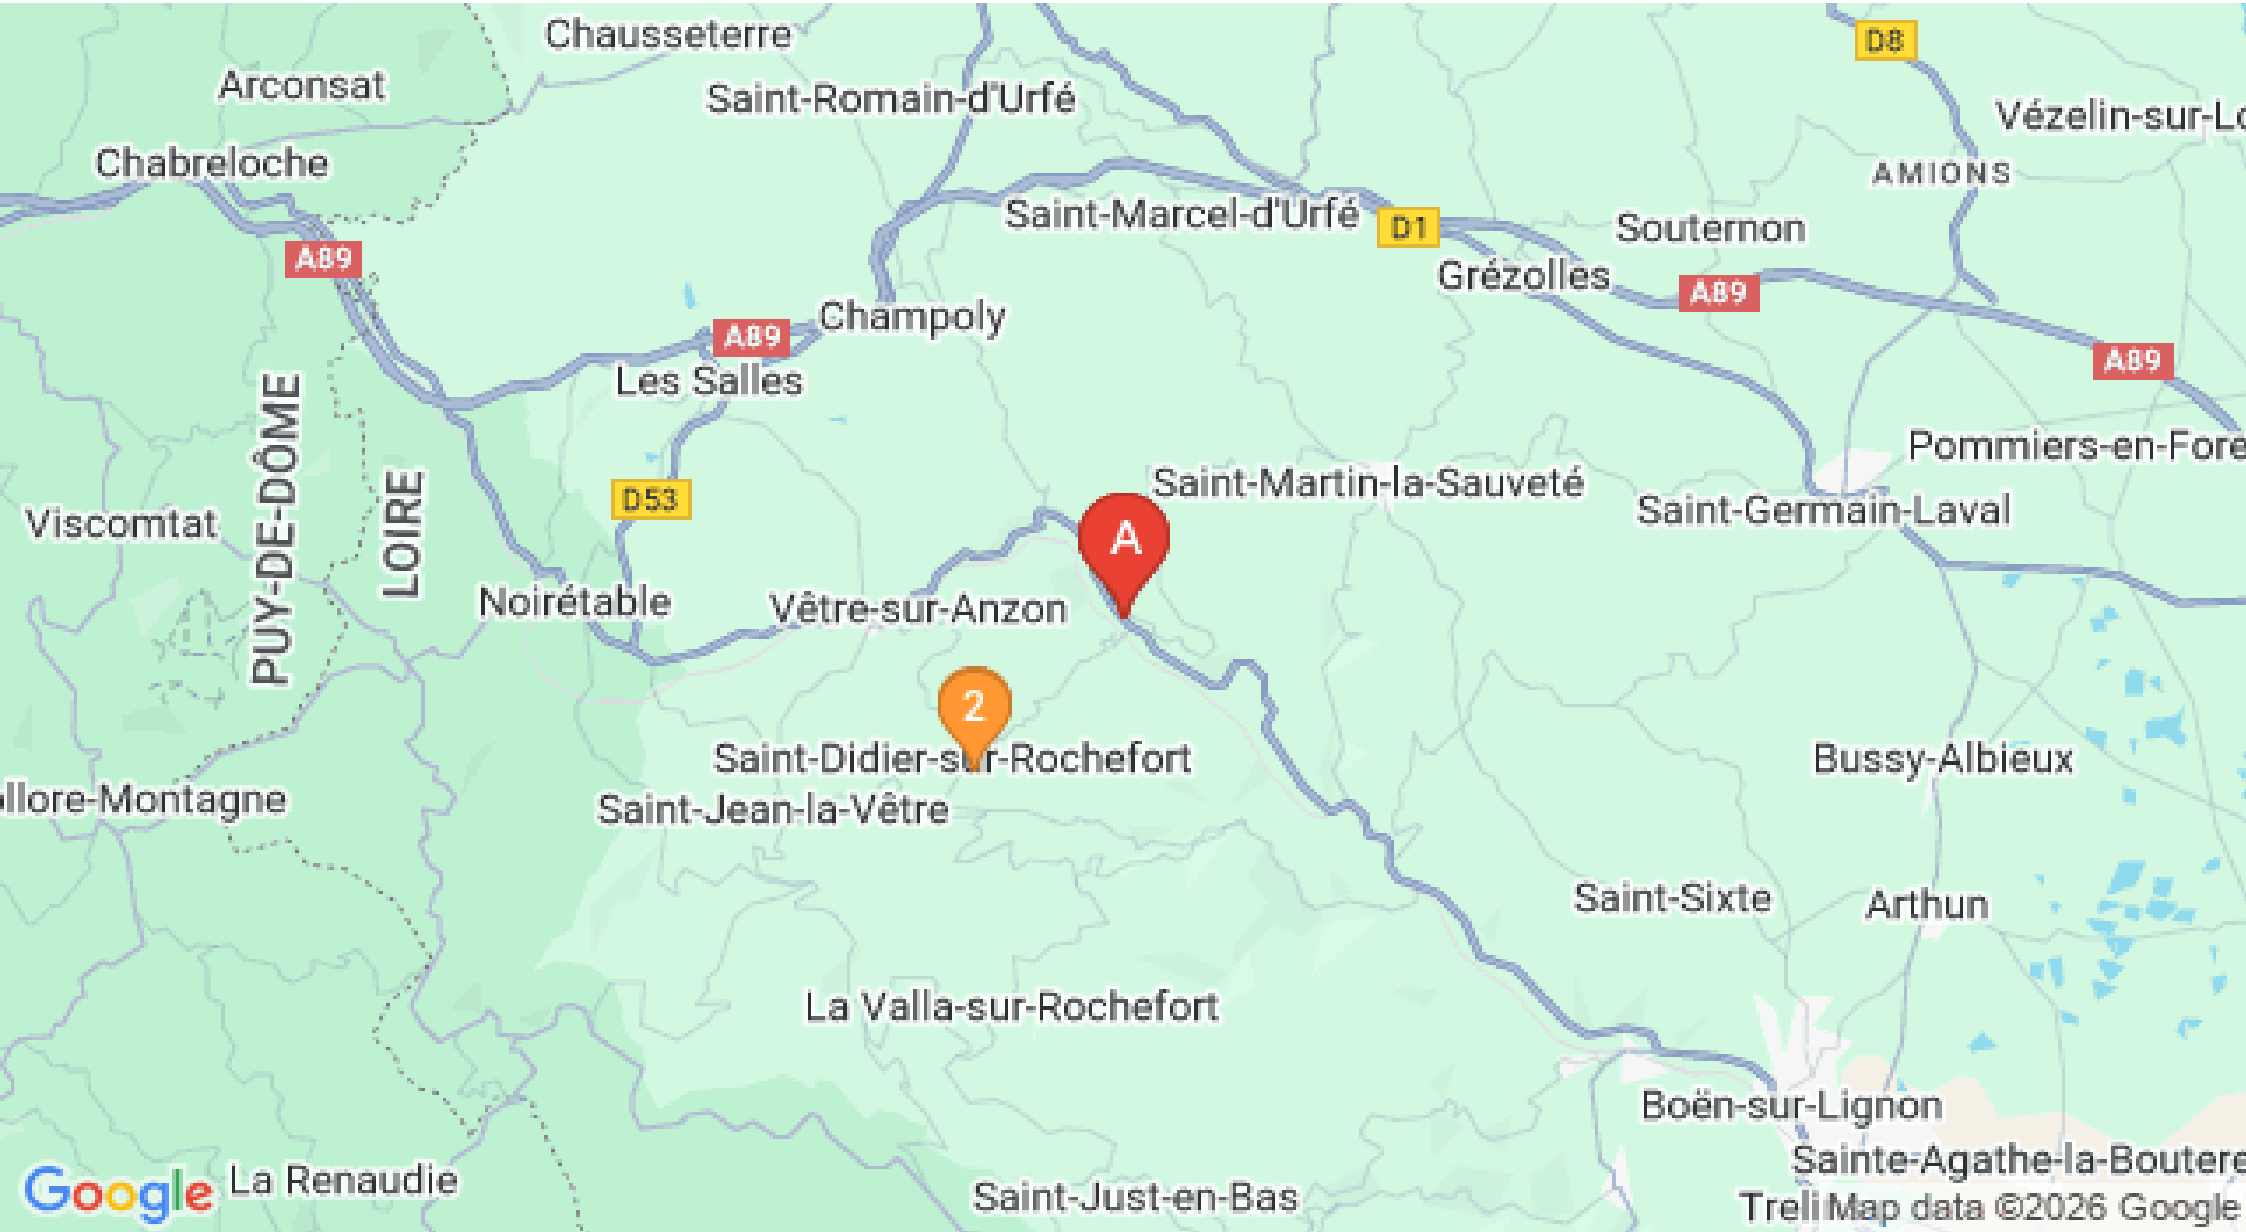 Chausseterre
D8
Arconsat
Saint-Romain-d'Urfé
Vézelin-sur-Lo
Chabreloche
AMIONS
Saint-Marcel-d'Urfé
D1
Souternon
A89
Grézolles
A89
Champoly
A89
A89
Les Salles
PUY-DE-DÔME
LOIRE
Pommiers-en-Fore
Saint-Martin-la-Sauveté
D53
Saint-Germain-Laval
Viscomtat
A
Noirétable
Vêtre-sur-Anzon
2
Saint-Didier-sur-Rochefort
Bussy-Albieux
ollore-Montagne
Saint-Jean-la-Vêtre
Saint-Sixte
Arthun
La Valla-sur-Rochefort
Boën-sur-Lignon
Sainte-Agathe-la-Boutere
Google
La Renaudie
Saint-Just-en-Bas
Treli
Map data ©2026 Google